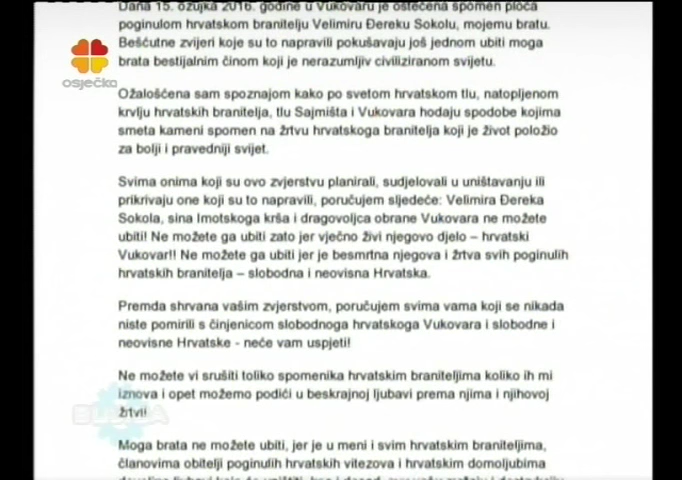 Dana 15. ožujka 2016. godine u Vukovaru je oštećena spomen ploča
poginulom hrvatskom branitelju Velimiru Đereku Sokolu, mojemu bratu.
Bešćutne zvijeri koje su to napravili pokušavaju još jednom ubiti moga
brata bestijalnim činom koji je nerazumljiv civiliziranom svijetu.
osječka
Ožalošćena sam spoznajom kako po svetom hrvatskom tlu, natopljenom
krvlju hrvatskih branitelja, tlu Sajmišta i Vukovara hodaju spodobe kojima
smeta kameni spomen na žrtvu hrvatskoga branitelja koji je život položio
za bolji i pravedniji svijet.
Svima onima koji su ovo zvjerstvu planirali, sudjelovali u uništavanju ili
prikrivaju one koji su to napravili, poručujem sljedeće: Velimira Đereka
Sokola, sina Imotskoga krša i dragovoljca obrane Vukovara ne možete
ubiti! Ne možete ga ubiti zato jer vječno živi njegovo djelo – hrvatski
Vukovar!! Ne možete ga ubiti jer je besmrtna njegova i žrtva svih poginulih
hrvatskih branitelja – slobodna i neovisna Hrvatska.
Premda shrvana vašim zvjerstvom, poručujem svima vama koji se nikada
niste pomirili s činjenicom slobodnoga hrvatskoga Vukovara i slobodne i
neovisne Hrvatske - neće vam uspjeti!
Ne možete vi srušiti toliko spomenika hrvatskim braniteljima koliko ih mi
iznova i opet možemo podići u beskrajnoj ljubavi prema njima i njihovoj
žrtvi!
Moga brata ne možete ubiti, jer je u meni i svim hrvatskim braniteljima,
članovima obitelji poginulih hrvatskih vitezova i hrvatskim domoljubima